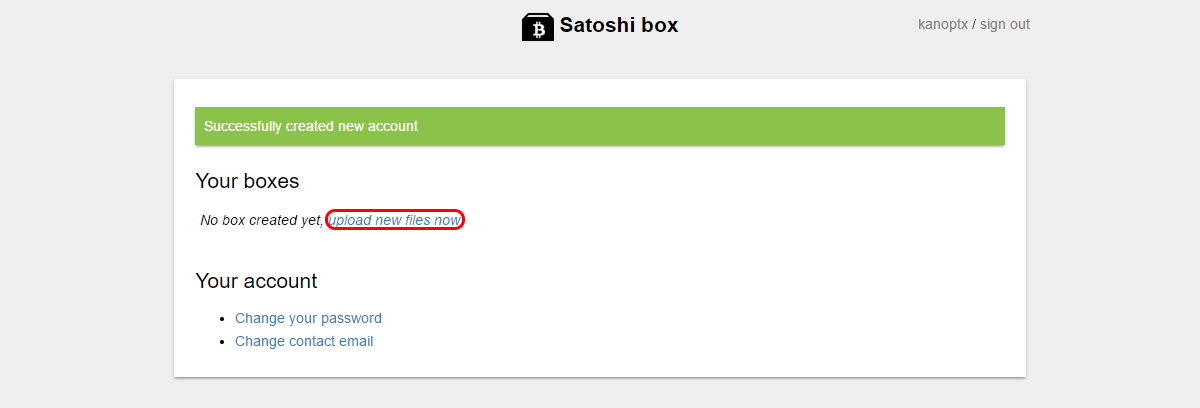 Satoshi box
kanoptx / sign out
Successfully created new account
Your boxes
No box created yet, upload new files now
Your account
Change your password
Change contact email